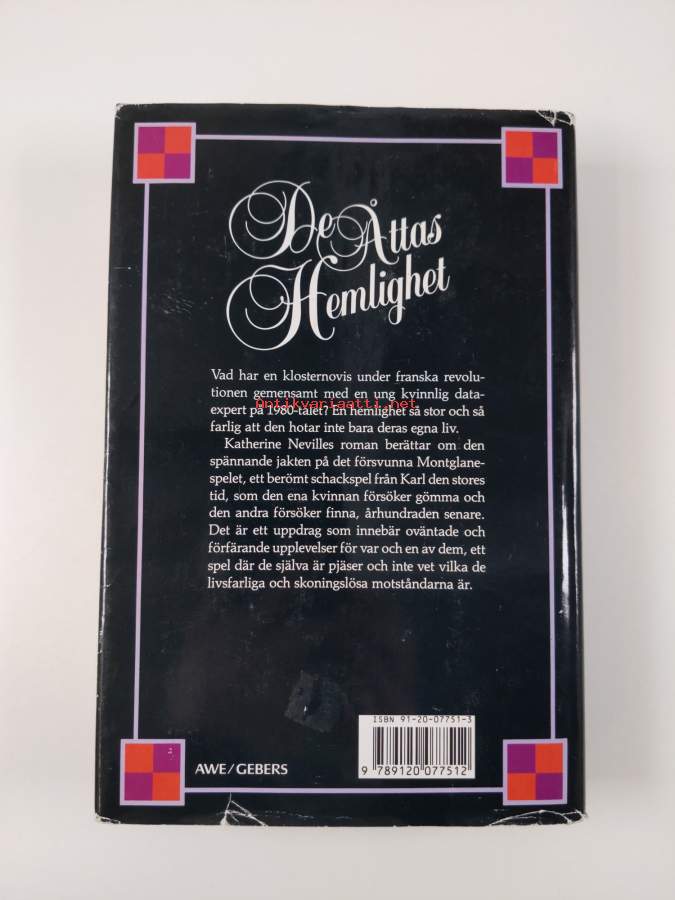 De Åttas
Hemlighet
Vad har en klosternovis under franska revolu-
tionen gemensamt med en ung kvinnlig data-
antikvariaatti.net
expert på 1980-talet? En hemlighet så stor och så
farlig att den hotar inte bara deras egna liv.
Katherine Nevilles roman berättar om den
spännande jakten på det försvunna Montglane-
spelet, ett berömt schackspel från Karl den stores
tid, som den ena kvinnan försöker gömma och
den andra försöker finna, århundraden senare.
Det är ett uppdrag som innebär oväntade och
förfärande upplevelser för var och en av dem, ett
spel där de själva är pjäser och inte vet vilka de
livsfarliga och skoningslösa motståndarna är.
ISBN 91-20-07751-3
AWE/GEBERS
9 789120 077512